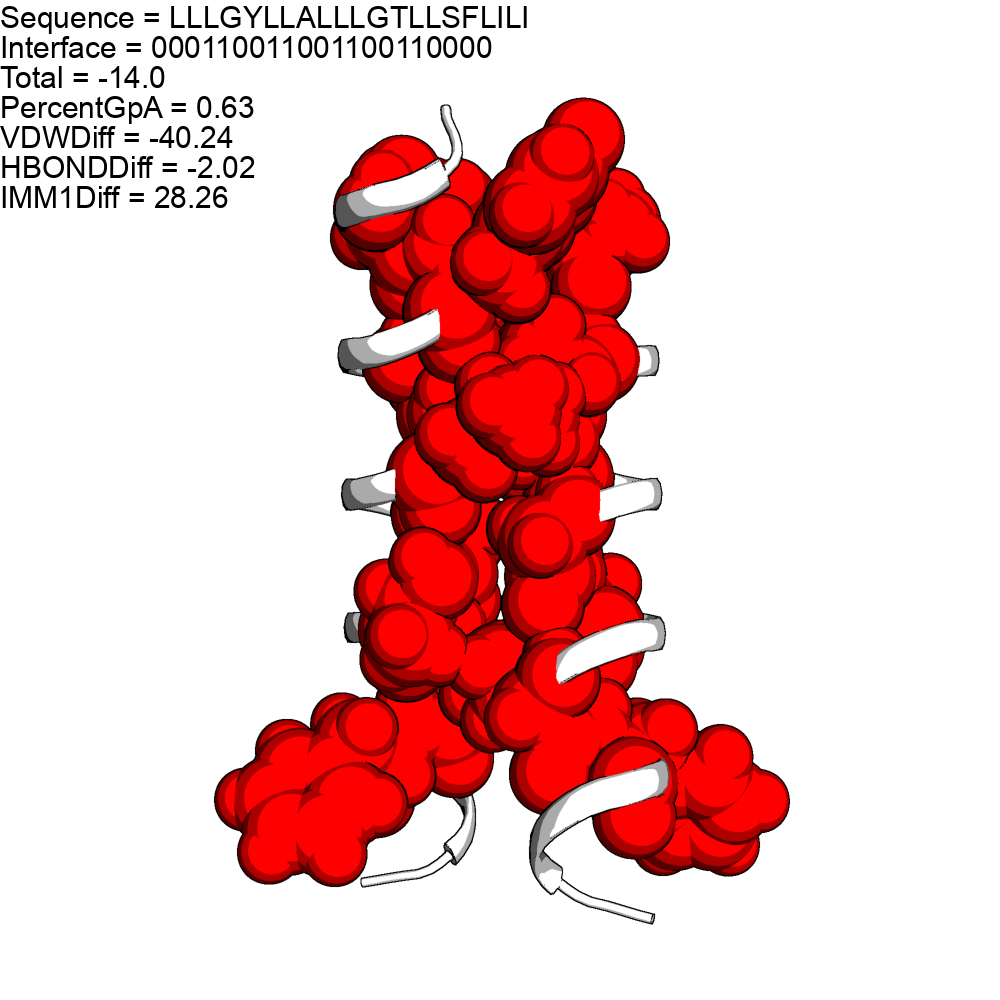 Sequence = LLLGYLLALLLGTLLSFLILI
Interface = 000110011001100110000
Total = -14.0
PercentGpA = 0.63
VDWDiff = -40.24
HBONDDiff = -2.02
IMM1Diff = 28.26